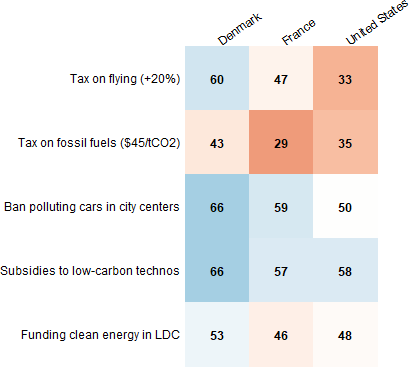 Denmark France United States
Tax on flying (+20%) 60 47 33
Tax on fossil fuels ($45/tCO2) 43 29 35
Ban polluting cars in city centers 66 59 50
Subsidies to low-carbon technos 66 57 58
Funding clean energy in LDC 53 46 48